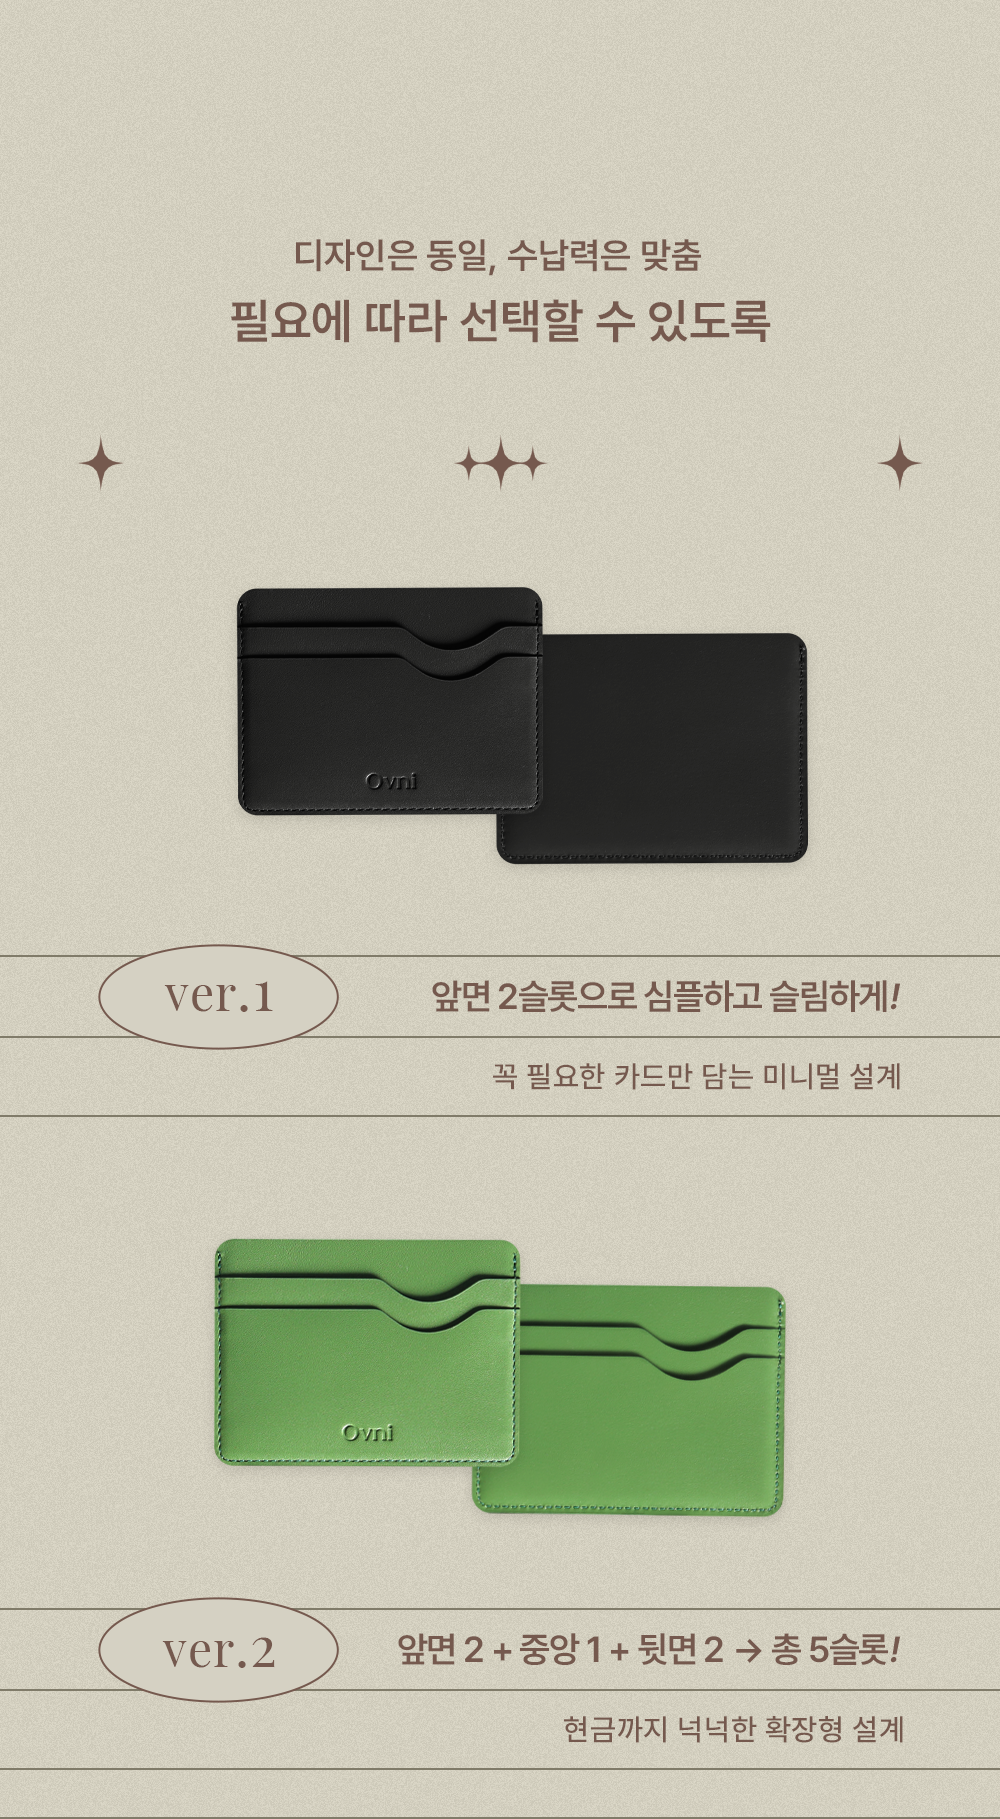 디자인은 동일, 수납력은 맞춤
필요에 따라 선택할 수 있도록
Ovni
ver.1
앞면 2슬롯으로 심플하고 슬림하게!
꼭 필요한 카드만 담는 미니멀 설계
Ovni
ver.2
앞면 2 + 중앙 1 + 뒷면 2 → 총 5슬롯!
현금까지 넉넉한 확장형 설계